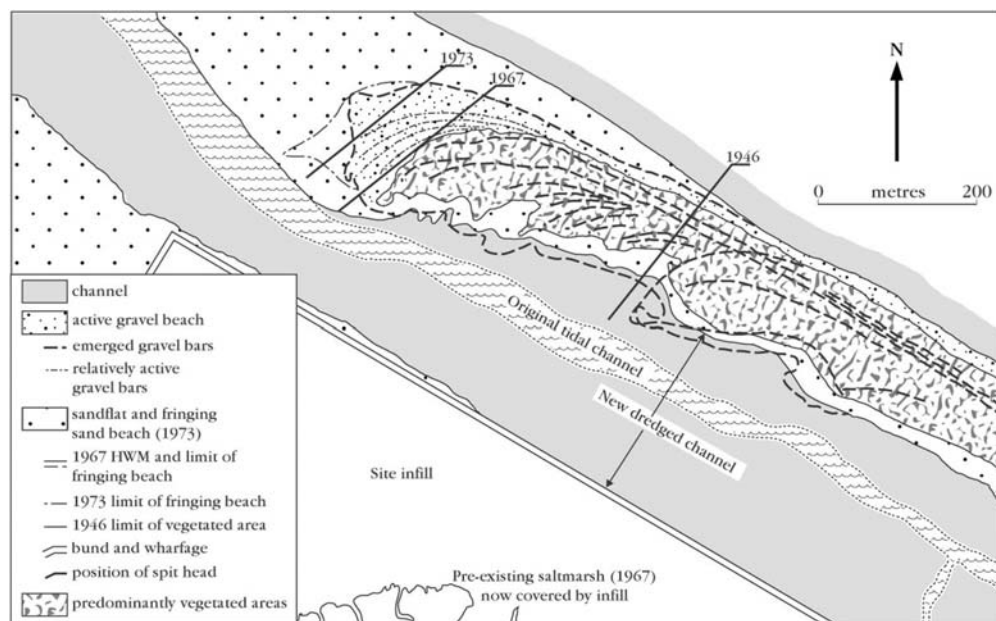 1973
1967
N
1946
0 metres 200
Original tidal channel
New dredged channel
Site infill
Pre-existing saltmarsh (1967)
now covered by infill
channel
active gravel beach
emerged gravel bars
relatively active
gravel bars
sandflat and fringing
sand beach (1973)
1967 HWM and limit of
fringing beach
1973 limit of fringing beach
1946 limit of vegetated area
bund and wharfage
position of spit head
predominantly vegetated areas